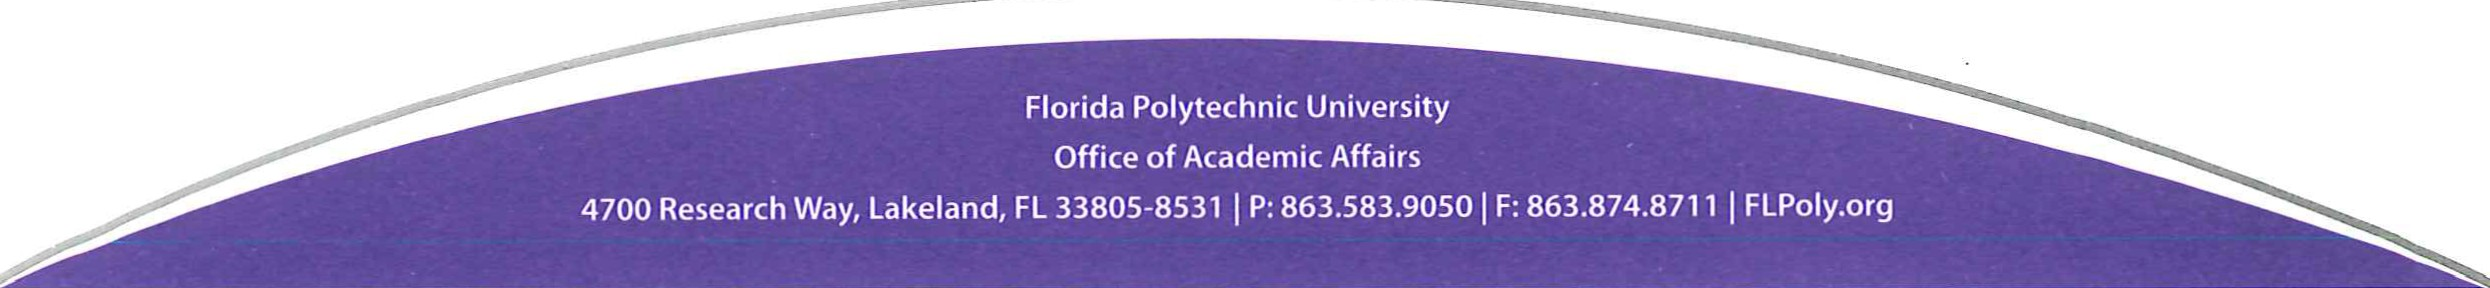 Florida Polytechnic University
Office of Academic Affairs
4700 Research Way, Lakeland, FL 33805-8531 | P: 863.583.9050 | F: 863.874.8711 | FLPoly.org